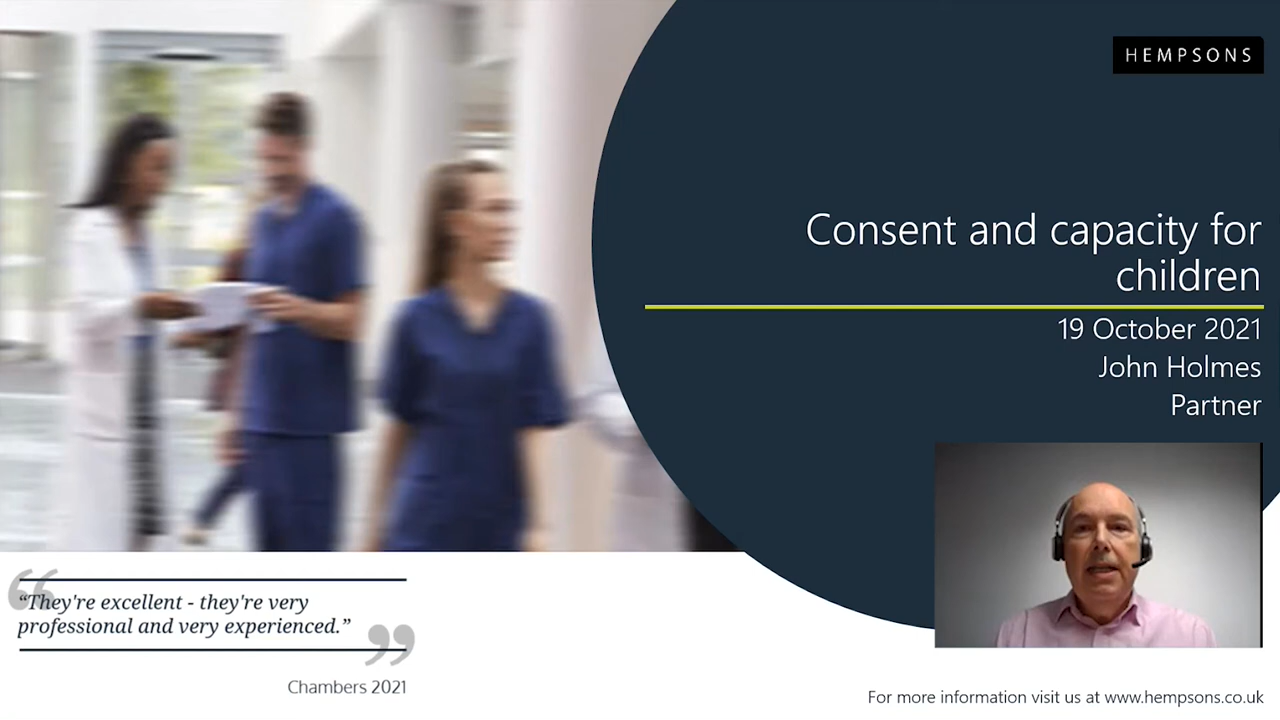 HEMPSONS
Consent and capacity for
children
19 October 2021
John Holmes
Partner
“They're excellent - they're very
professional and very experienced.”
Chambers 2021
For more information visit us at www.hempsons.co.uk